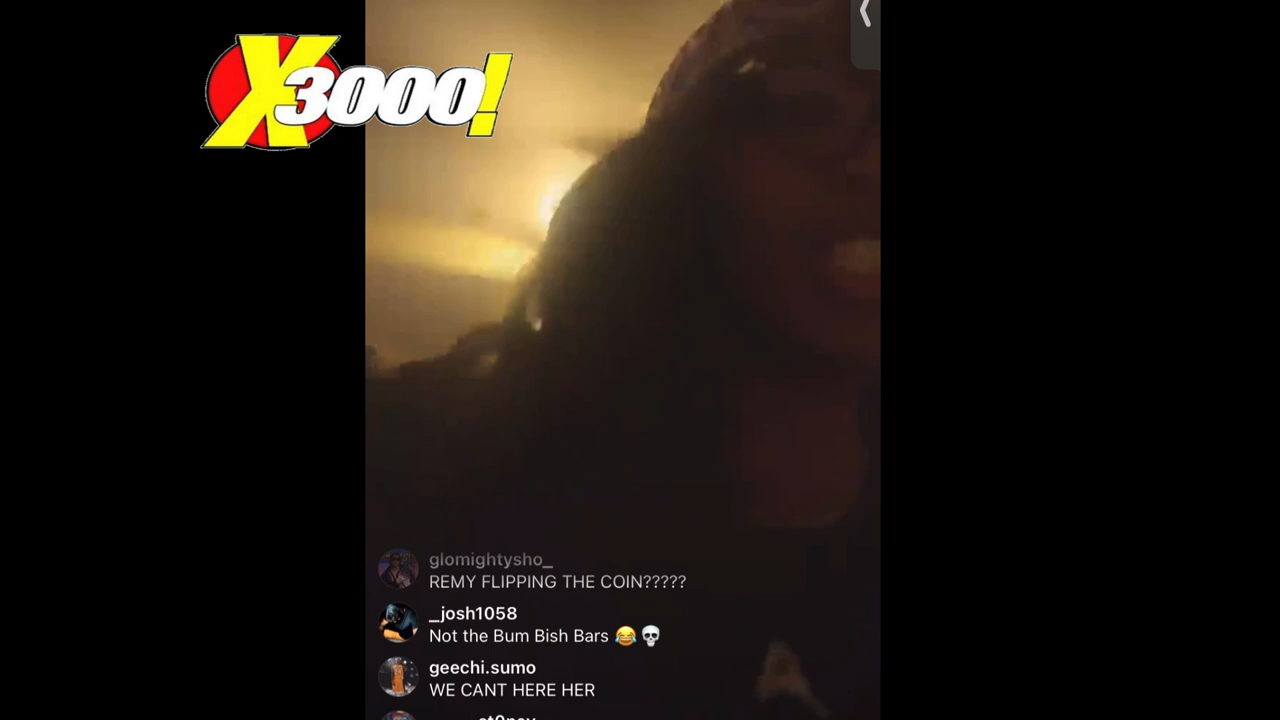 X3000!
glomightysho_
REMY FLIPPING THE COIN?????
_josh1058
Not the Bum Bish Bars 😂💀
geechi.sumo
WE CANT HERE HER